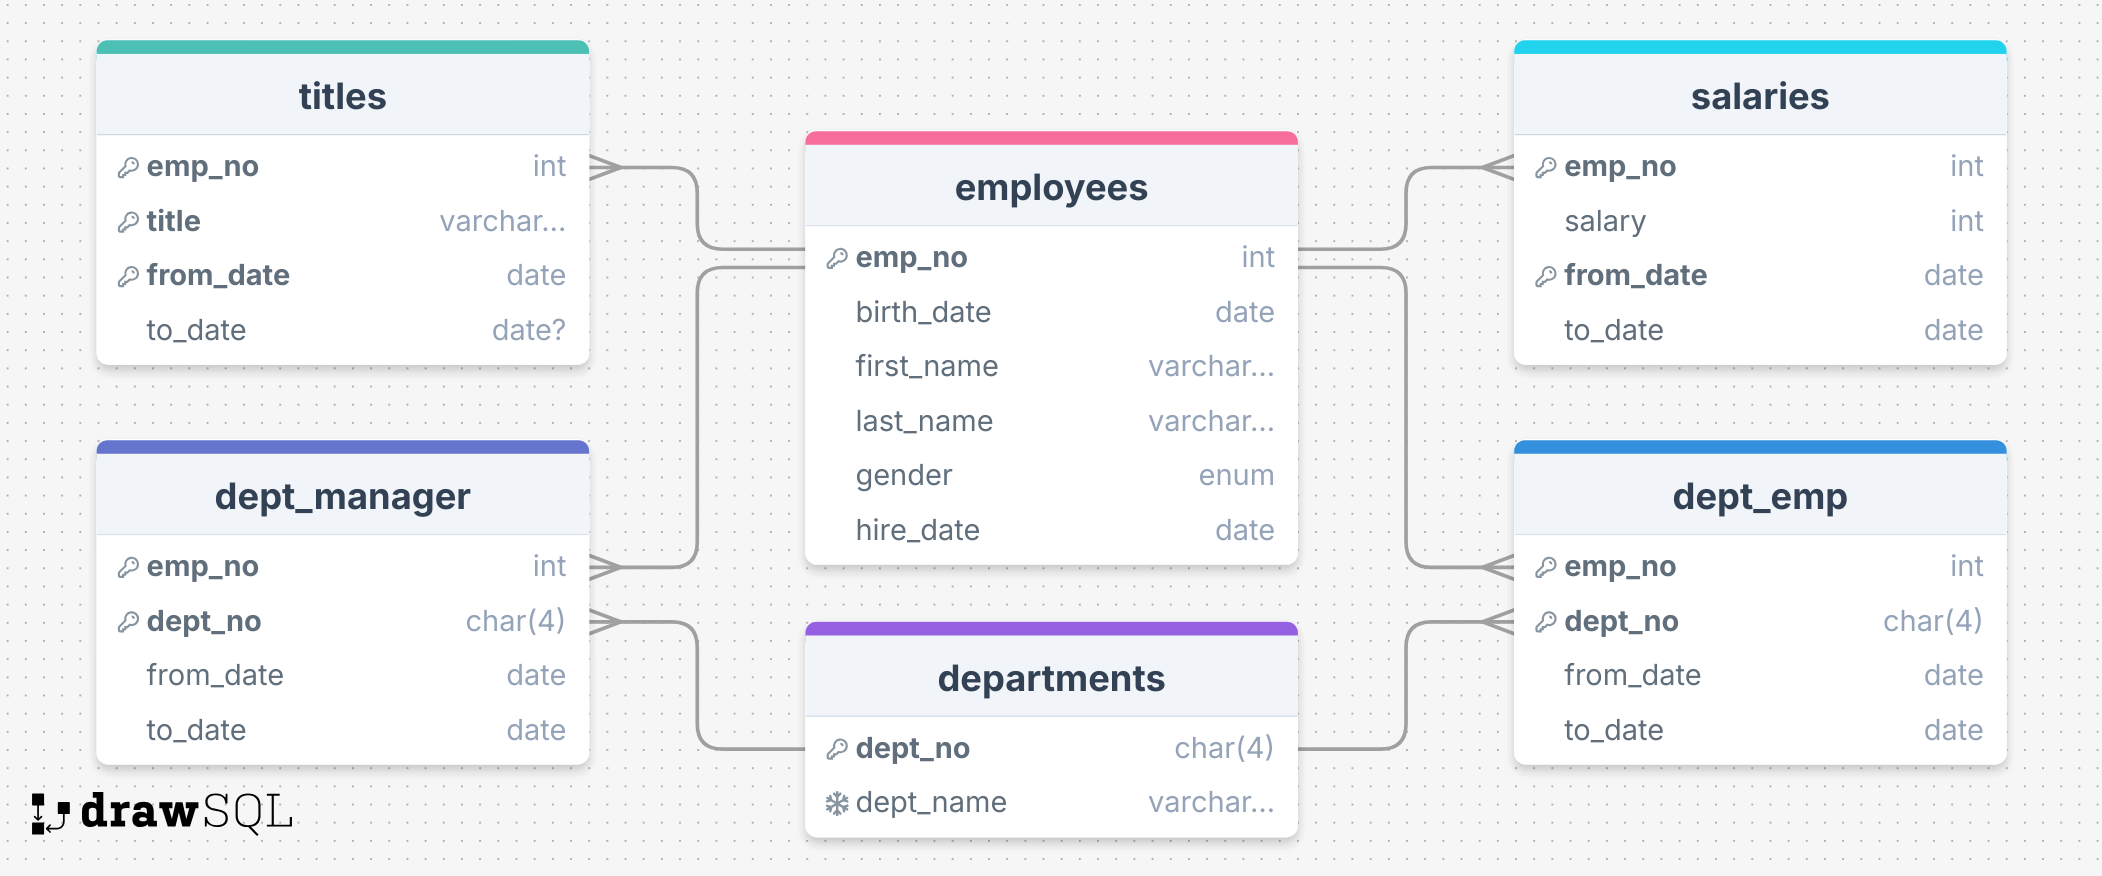 titles
emp_no int
title varchar...
from_date date
to_date date?
employees
emp_no int
birth_date date
first_name varchar...
last_name varchar...
gender enum
hire_date date
salaries
emp_no int
salary int
from_date date
to_date date
dept_manager
emp_no int
dept_no char(4)
from_date date
to_date date
departments
dept_no char(4)
dept_name varchar...
dept_emp
emp_no int
dept_no char(4)
from_date date
to_date date
drawSQL